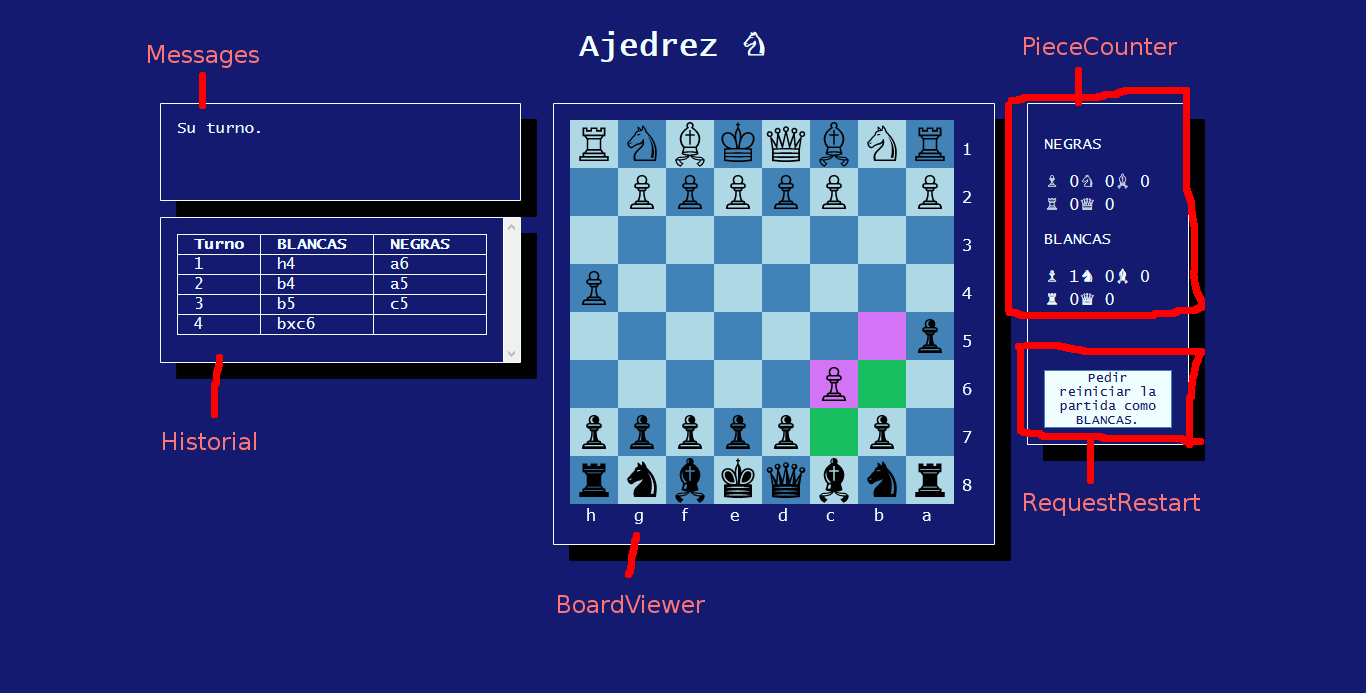 Ajedrez ♘
Messages
Su turno.
Turno BLANCAS NEGRAS
1 h4 a6
2 b4 a5
3 b5 c5
4 bxc6
Historial
1
2
3
4
5
6
7
8
h g f e d c b a
BoardViewer
PieceCounter
NEGRAS
♗ 0♘ 0♗ 0
♖ 0♕ 0
BLANCAS
♝ 1♞ 0♝ 0
♜ 0♛ 0
Pedir
reiniciar la
partida como
BLANCAS.
RequestRestart